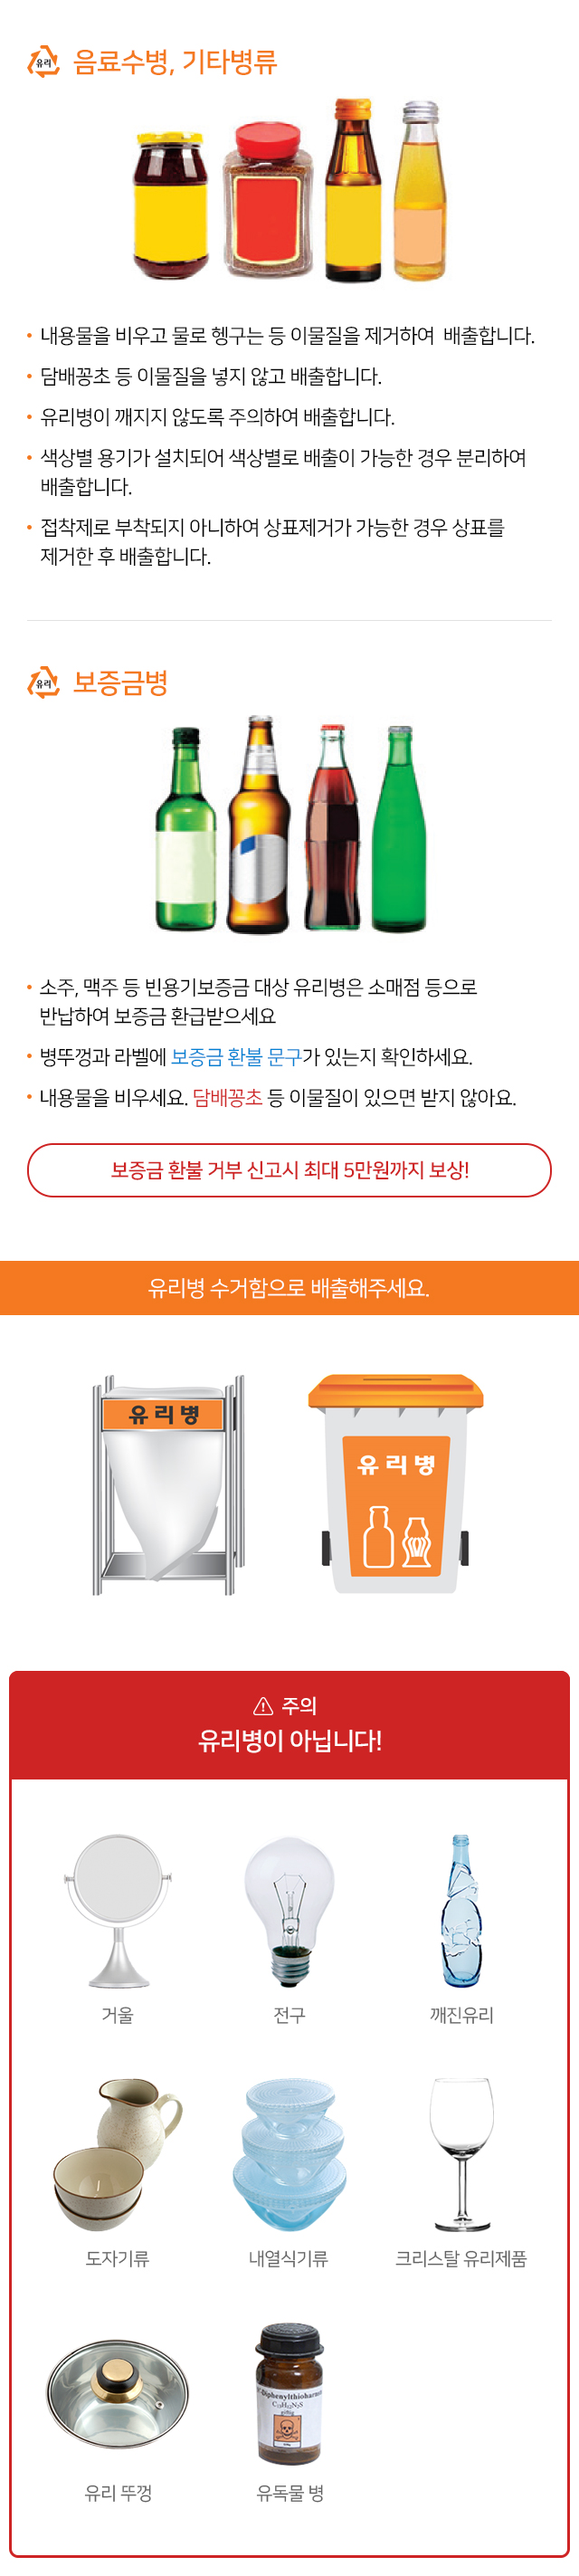 유리
음료수병, 기타병류
내용물을 비우고 물로 헹구는 등 이물질을 제거하여 배출합니다.
담배꽁초 등 이물질을 넣지 않고 배출합니다.
유리병이 깨지지 않도록 주의하여 배출합니다.
색상별 용기가 설치되어 색상별로 배출이 가능한 경우 분리하여
배출합니다.
접착제로 부착되지 아니하여 상표제거가 가능한 경우 상표를
제거한 후 배출합니다.
유리
보증금병
소주, 맥주 등 빈용기보증금 대상 유리병은 소매점 등으로
반납하여 보증금 환급받으세요
병뚜껑과 라벨에 보증금 환불 문구가 있는지 확인하세요.
내용물을 비우세요. 담배꽁초 등 이물질이 있으면 받지 않아요.
보증금 환불 거부 신고시 최대 5만원까지 보상!
유리병 수거함으로 배출해주세요.
유리병
유리병
주의
유리병이 아닙니다!
거울
전구
깨진유리
도자기류
내열식기류
크리스탈 유리제품
유리 뚜껑
유독물 병